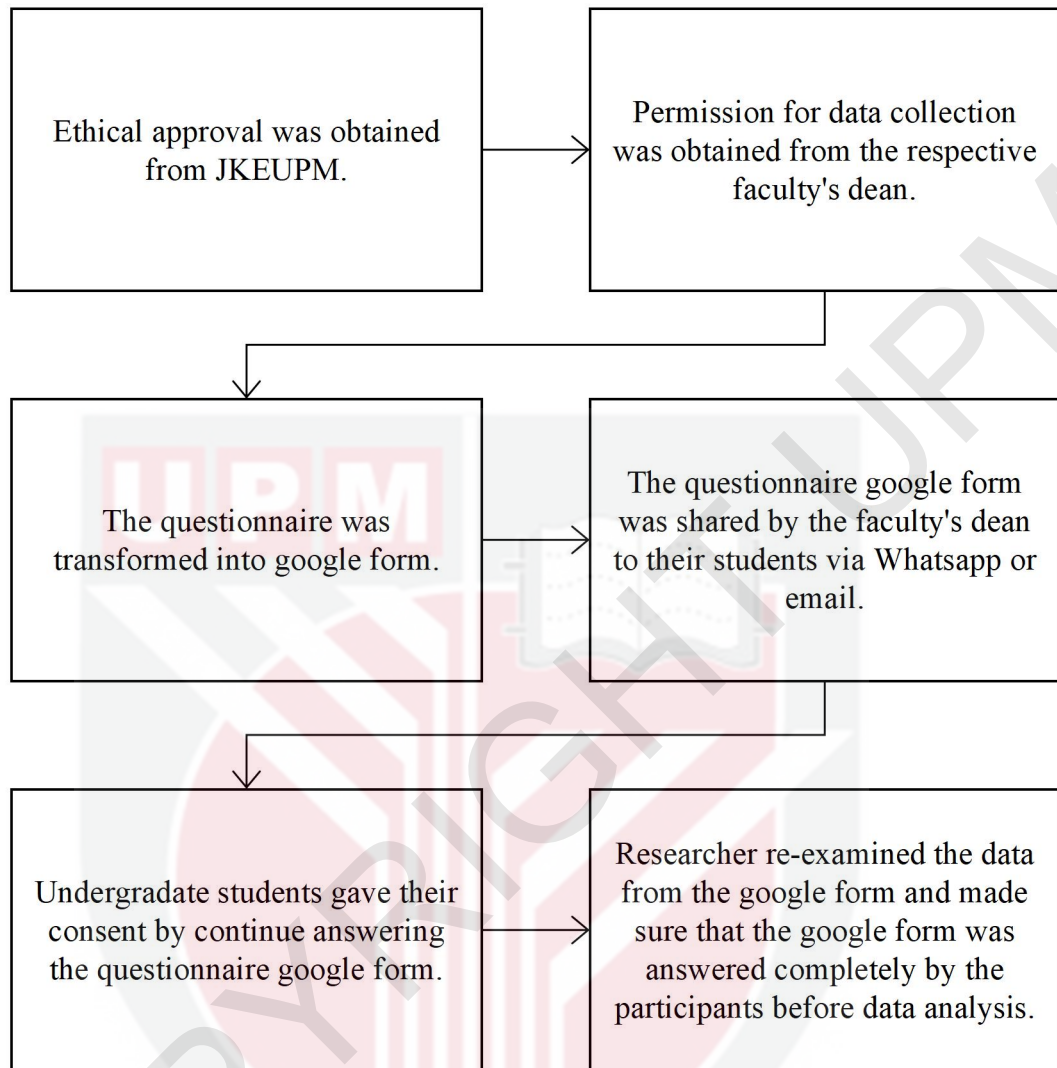 Ethical approval was obtained
from JKEUPM.
Permission for data collection
was obtained from the respective
faculty's dean.
The questionnaire was
transformed into google form.
The questionnaire google form
was shared by the faculty's dean
to their students via Whatsapp or
email.
Undergradate students gave their
consent by continue answering
the questionnaire google form.
Researcher re-examined the data
from the google form and made
sure that the google form was
answered completely by the
participants before data analysis.
UPM
PYRIGHT UPM